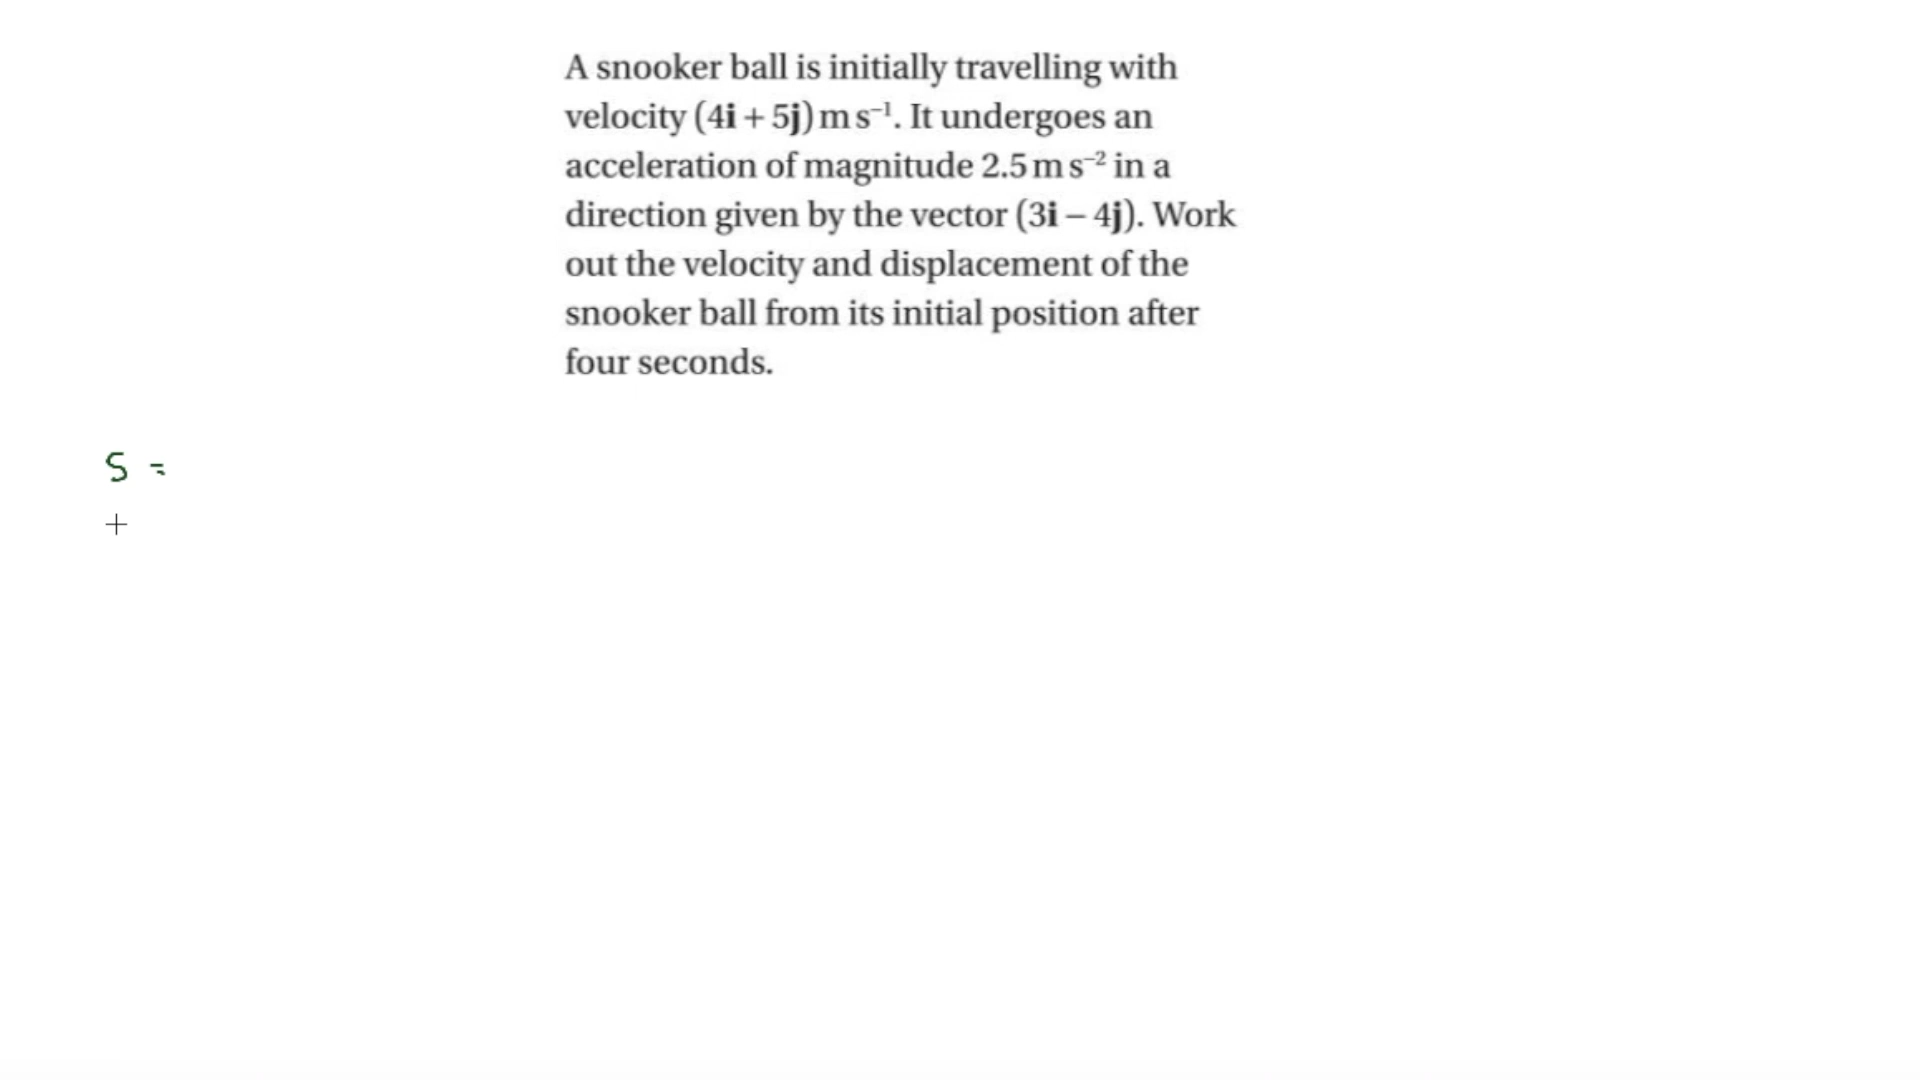 A snooker ball is initially travelling with
velocity (4i + 5j) m s⁻¹. It undergoes an
acceleration of magnitude 2.5 m s⁻² in a
direction given by the vector (3i – 4j). Work
out the velocity and displacement of the
snooker ball from its initial position after
four seconds.
S =